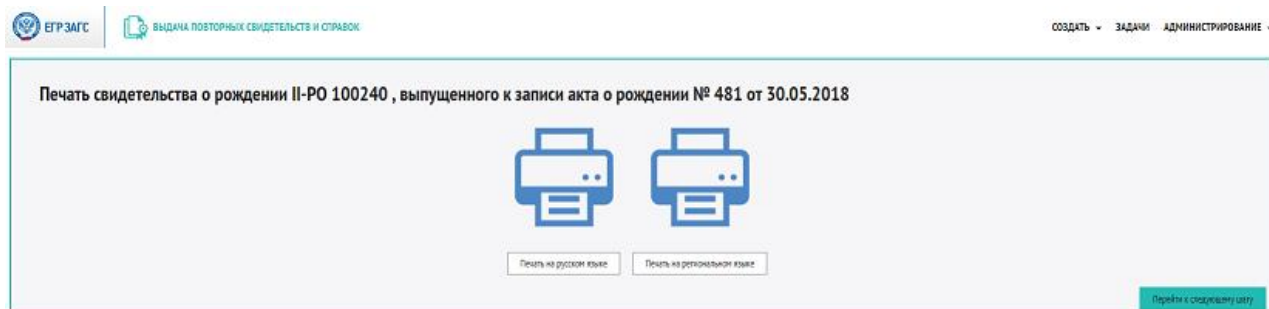 ЕГР ЗАГС
ВЫДАЧА ПОВТОРНЫХ СВИДЕТЕЛЬСТВ И СПРАВОК
СОЗДАТЬ ЗАДАЧИ АДМИНИСТРИРОВАНИЕ
Печать свидетельства о рождении II-РО 100240 , выпущенного к записи акта о рождении № 481 от 30.05.2018
Печать на русском языке Печать на региональном языке
Перейти к следующему шагу